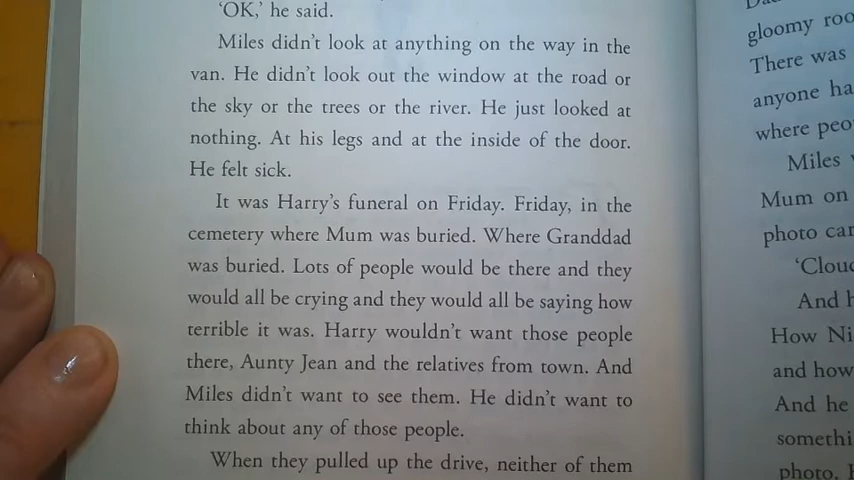 'OK,' he said.
Miles didn't look at anything on the way in the
van. He didn't look out the window at the road or
the sky or the trees or the river. He just looked at
nothing. At his legs and at the inside of the door.
He felt sick.
It was Harry's funeral on Friday. Friday, in the
cemetery where Mum was buried. Where Granddad
was buried. Lots of people would be there and they
would all be crying and they would all be saying how
terrible it was. Harry wouldn't want those people
there, Aunty Jean and the relatives from town. And
Miles didn't want to see them. He didn't want to
think about any of those people.
When they pulled up the drive, neither of them
gloomy
There was
anyone
where
Miles
Mum on
photo
And
How
and how
And he
photo.